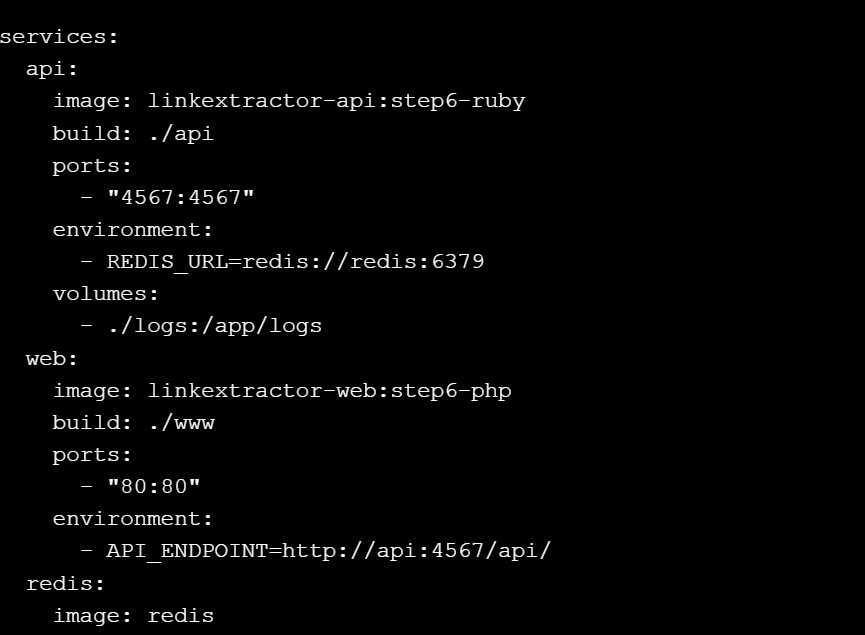 services:
  api:
    image: linkextractor-api:step6-ruby
    build: ./api
    ports:
      - "4567:4567"
    environment:
      - REDIS_URL=redis://redis:6379
    volumes:
      - ./logs:/app/logs
  web:
    image: linkextractor-web:step6-php
    build: ./www
    ports:
      - "80:80"
    environment:
      - API_ENDPOINT=http://api:4567/api/
  redis:
    image: redis